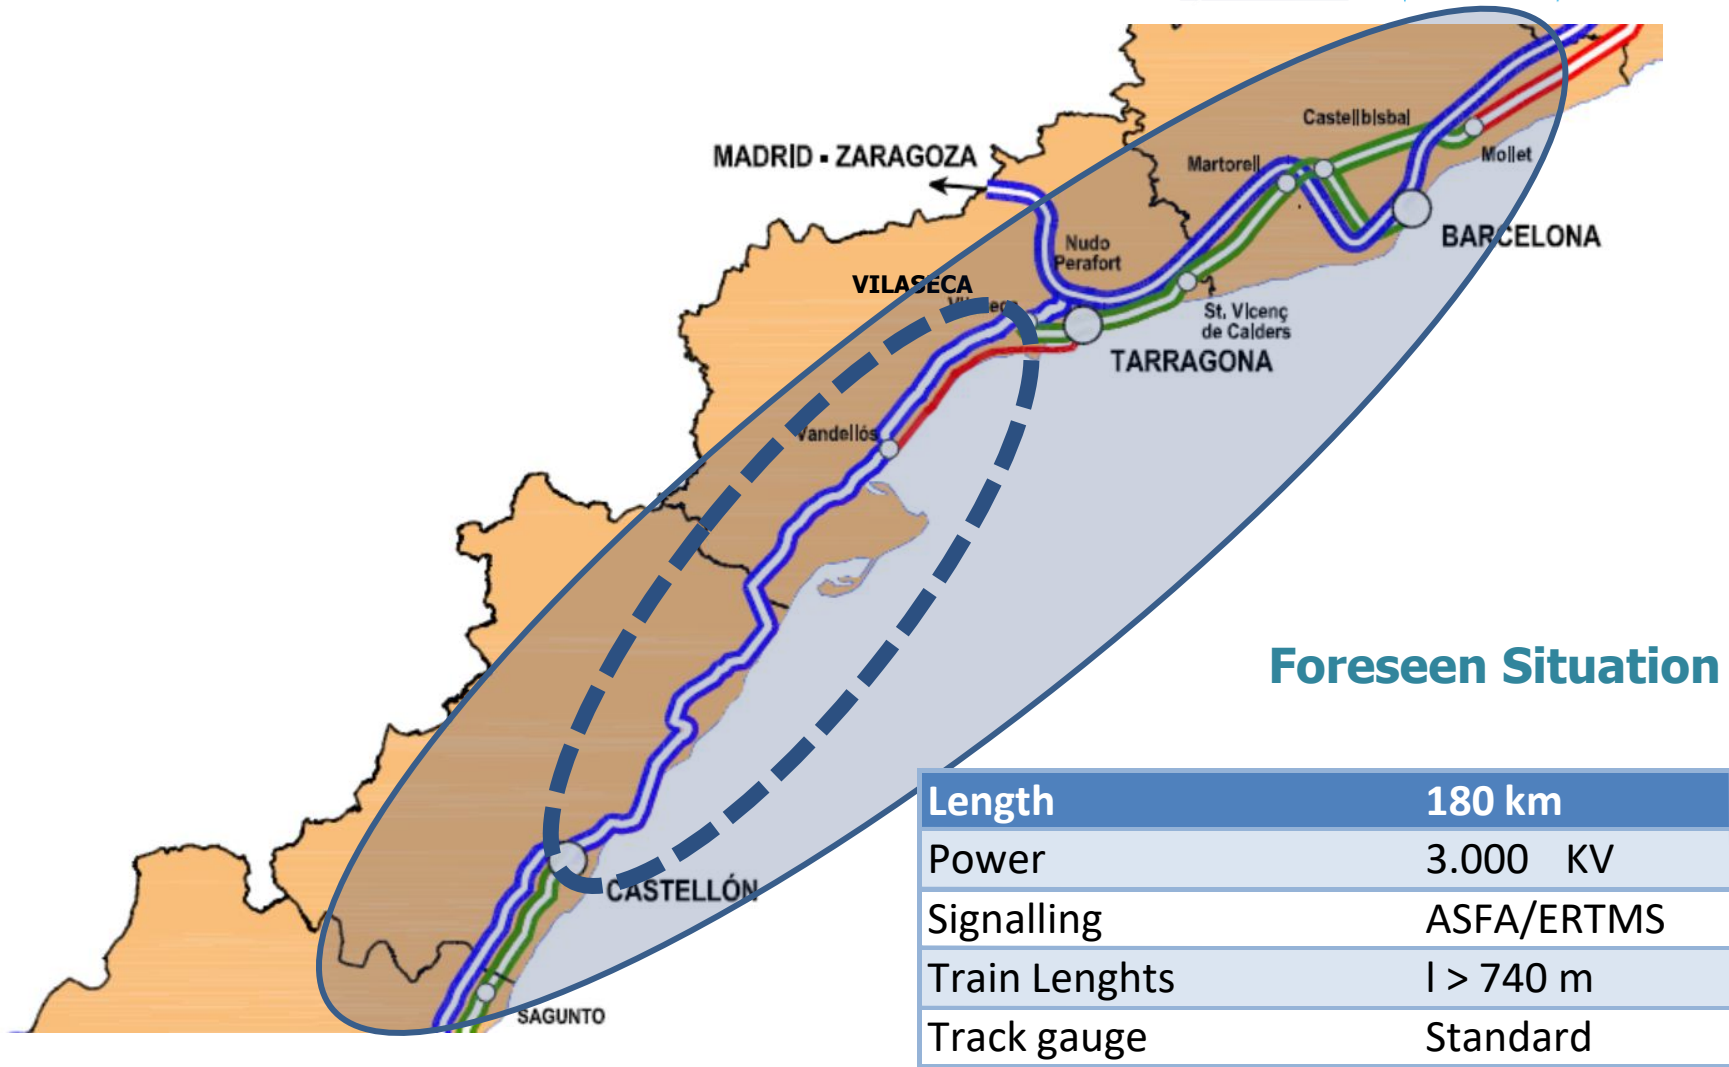 Castellbisbal
MADRID - ZARAGOZA
Martorell
Mollet
BARCELONA
Nudo
Perafort
VILASECA
St. Vicenç
de Calders
TARRAGONA
Vandellós
Foreseen Situation
Length 180 km
Power 3.000 KV
CASTELLÓN
Signalling ASFA/ERTMS
Train Lenghts l > 740 m
SAGUNTO
Track gauge Standard